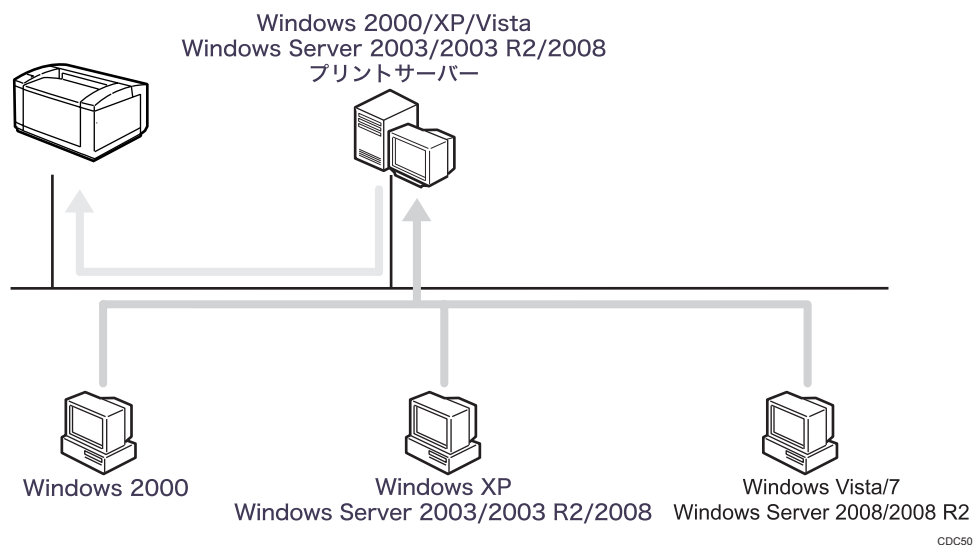 Windows 2000/XP/Vista
Windows Server 2003/2003 R2/2008
プリントサーバー
Windows 2000
Windows XP
Windows Server 2003/2003 R2/2008
Windows Vista/7
Windows Server 2008/2008 R2
CDC50